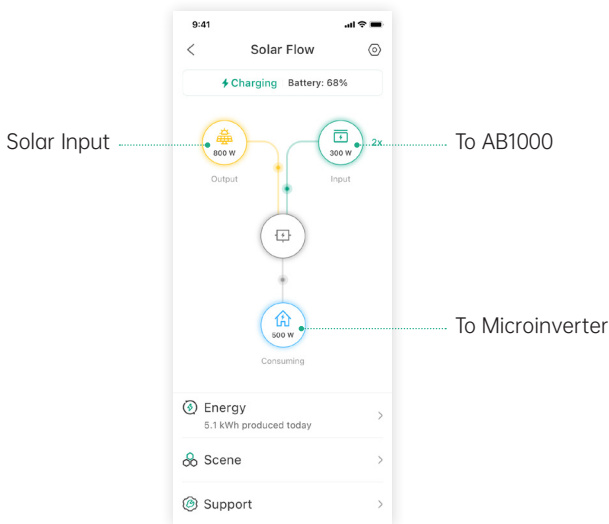 9:41
Solar Flow
Charging Battery: 68%
Solar Input
800 W
300 W
2x
To AB1000
Output
Input
500 W
To Microinverter
Consuming
Energy
5.1 kWh produced today
Scene
Support